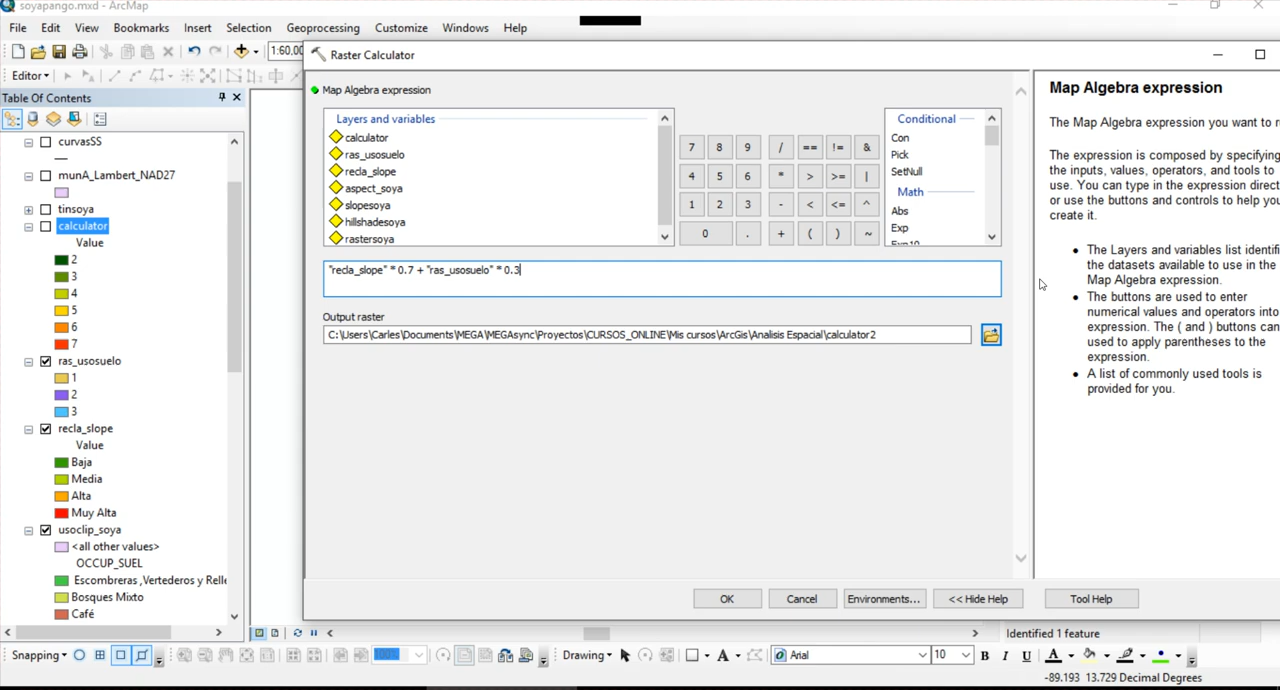 soyapango.mxd - ArcMap
File Edit View Bookmarks Insert Selection Geoprocessing Customize Windows Help
1:60,00
Raster Calculator
Editor
Table Of Contents
curvasSS
munA_Lambert_NAD27
tinsoya
calculator
Value
2
3
4
5
6
7
ras_usosuelo
1
2
3
recla_slope
Value
Baja
Media
Alta
Muy Alta
usoclip_soya
<all other values>
OCCUP_SUEL
Escombreras ,Vertederos y Relle
Bosques Mixto
Café
Map Algebra expression
Layers and variables
calculator
ras_usosuelo
recla_slope
aspect_soya
slopesoya
hillshadesoya
rastersoya
7 8 9 / == != &
4 5 6 * > >= |
1 2 3 - < <= ^
0 . + ( ) ~
Conditional
Con
Pick
SetNull
Math
Abs
Exp
Exp10
"recla_slope" * 0.7 + "ras_usosuelo" * 0.3
Output raster
C:\Users\Carles\Documents\MEGA\MEGAsync\Proyectos\CURSOS_ONLINE\Mis cursos\ArcGis\Analisis Espacial\calculator2
OK Cancel Environments... << Hide Help Tool Help
Map Algebra expression
The Map Algebra expression you want to r
The expression is composed by specifying
the inputs, values, operators, and tools to
use. You can type in the expression direct
or use the buttons and controls to help you
create it.
• The Layers and variables list identifi
the datasets available to use in the
Map Algebra expression.
• The buttons are used to enter
numerical values and operators into
expression. The ( and ) buttons can
used to apply parentheses to the
expression.
• A list of commonly used tools is
provided for you.
Identified 1 feature
Snapping 100% Drawing A Arial 10 B I U A
-89.193 13.729 Decimal Degrees